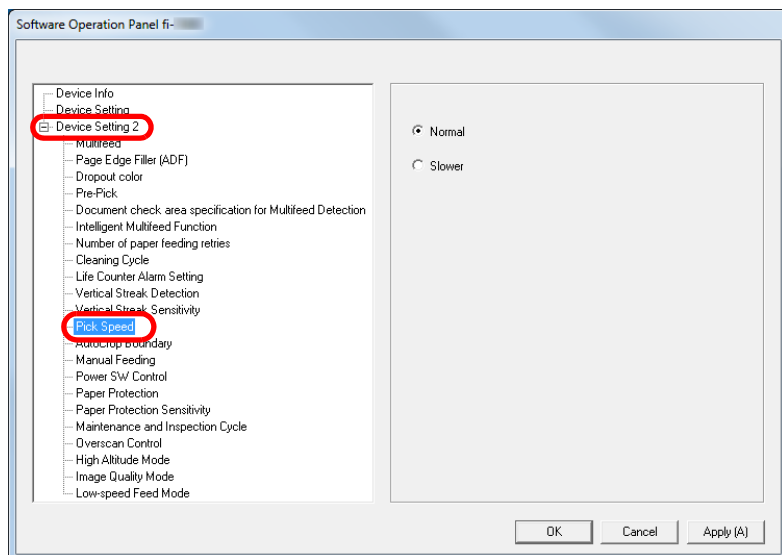 Software Operation Panel fi-
Device Info
Device Setting
Device Setting 2
Multifeed
Page Edge Filler (ADF)
Dropout color
Pre-Pick
Document check area specification for Multifeed Detection
Intelligent Multifeed Function
Number of paper feeding retries
Cleaning Cycle
Life Counter Alarm Setting
Vertical Streak Detection
Vertical Streak Sensitivity
Pick Speed
AutoCrop Boundary
Manual Feeding
Power SW Control
Paper Protection
Paper Protection Sensitivity
Maintenance and Inspection Cycle
Overscan Control
High Altitude Mode
Image Quality Mode
Low-speed Feed Mode
Normal
Slower
OK Cancel Apply (A)